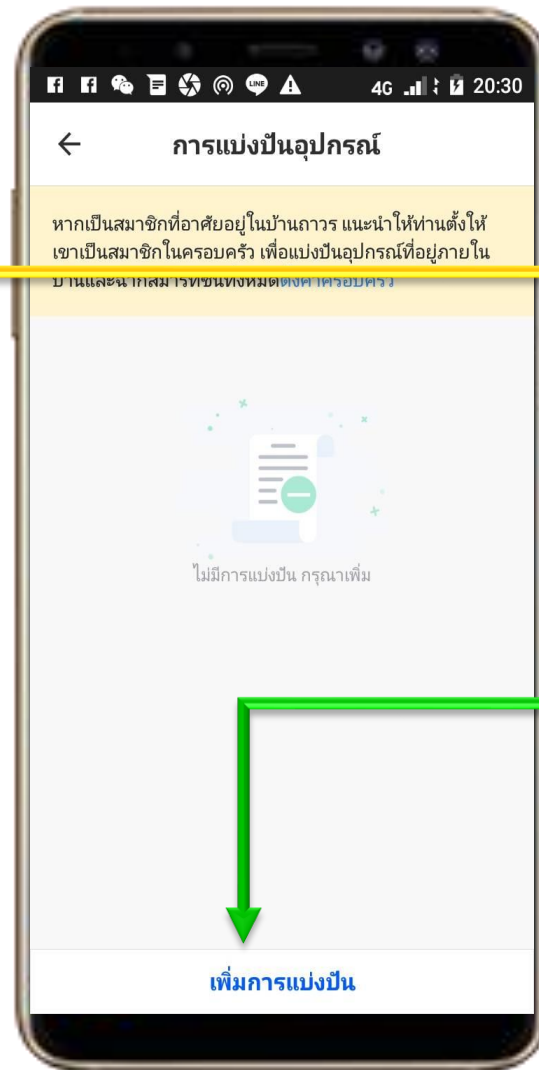 4G 20:30
การแบ่งปันอุปกรณ์
หากเป็นสมาชิกที่อาศัยอยู่ในบ้านถาวร แนะนำให้ท่านตั้งให้
เขาเป็นสมาชิกในครอบครัว เพื่อแบ่งปันอุปกรณ์ที่อยู่ภายใน
ไม่มีการแบ่งปัน กรุณาเพิ่ม
เพิ่มการแบ่งปัน